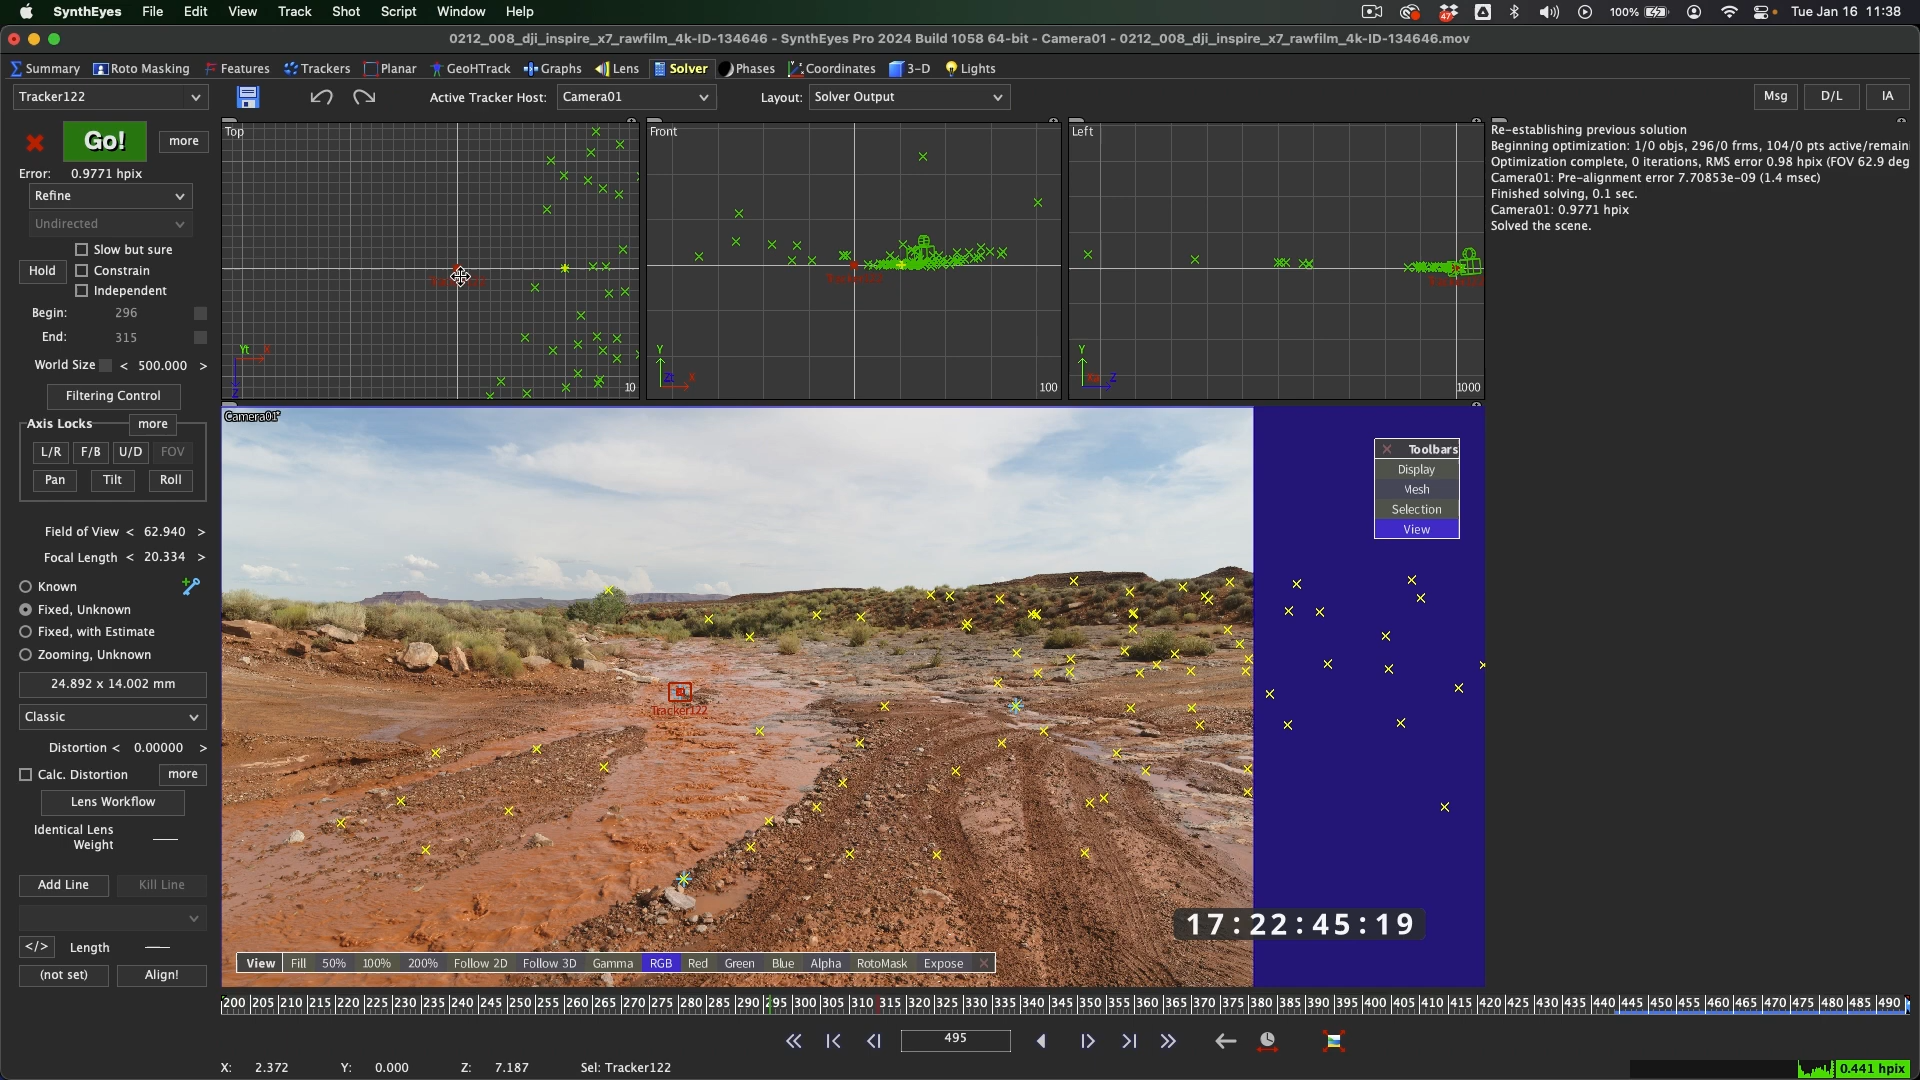 SynthEyes File Edit View Track Shot Script Window Help
47 100% Tue Jan 16 11:38
0212_008_dji_inspire_x7_rawfilm_4k-ID-134646 - SynthEyes Pro 2024 Build 1058 64-bit - Camera01 - 0212_008_dji_inspire_x7_rawfilm_4k-ID-134646.mov
Summary Roto Masking Features Trackers Planar GeoHTrack Graphs Lens Solver Phases Coordinates 3-D Lights
Tracker122 Active Tracker Host: Camera01 Layout: Solver Output Msg D/L IA
Go! more
Error: 0.9771 hpix
Refine
Undirected
Slow but sure
Hold Constrain
Independent
Begin: 296
End: 315
World Size < 500.000 >
Filtering Control
Axis Locks more
L/R F/B U/D FOV
Pan Tilt Roll
Field of View < 62.940 >
Focal Length < 20.334 >
Known
Fixed, Unknown
Fixed, with Estimate
Zooming, Unknown
24.892 x 14.002 mm
Classic
Distortion < 0.00000 >
Calc. Distortion more
Lens Workflow
Identical Lens
Weight
Add Line Kill Line
</> Length
(not set) Align!
Top
Yt X
Z
10
Front
Y
Zt X
100
Left
Y
Z
1000
Re-establishing previous solution
Beginning optimization: 1/0 objs, 296/0 frms, 104/0 pts active/remaini
Optimization complete, 0 iterations, RMS error 0.98 hpix (FOV 62.9 deg
Camera01: Pre-alignment error 7.70853e-09 (1.4 msec)
Finished solving, 0.1 sec.
Camera01: 0.9771 hpix
Solved the scene.
Camera01*
Toolbars
Display
Mesh
Selection
View
Tracker122
17:22:45:19
View Fill 50% 100% 200% Follow 2D Follow 3D Gamma RGB Red Green Blue Alpha RotoMask Expose
200 205 210 215 220 225 230 235 240 245 250 255 260 265 270 275 280 285 290 295 300 305 310 315 320 325 330 335 340 345 350 355 360 365 370 375 380 385 390 395 400 405 410 415 420 425 430 435 440 445 450 455 460 465 470 475 480 485 490
495
X: 2.372 Y: 0.000 Z: 7.187 Sel: Tracker122
0.441 hpix